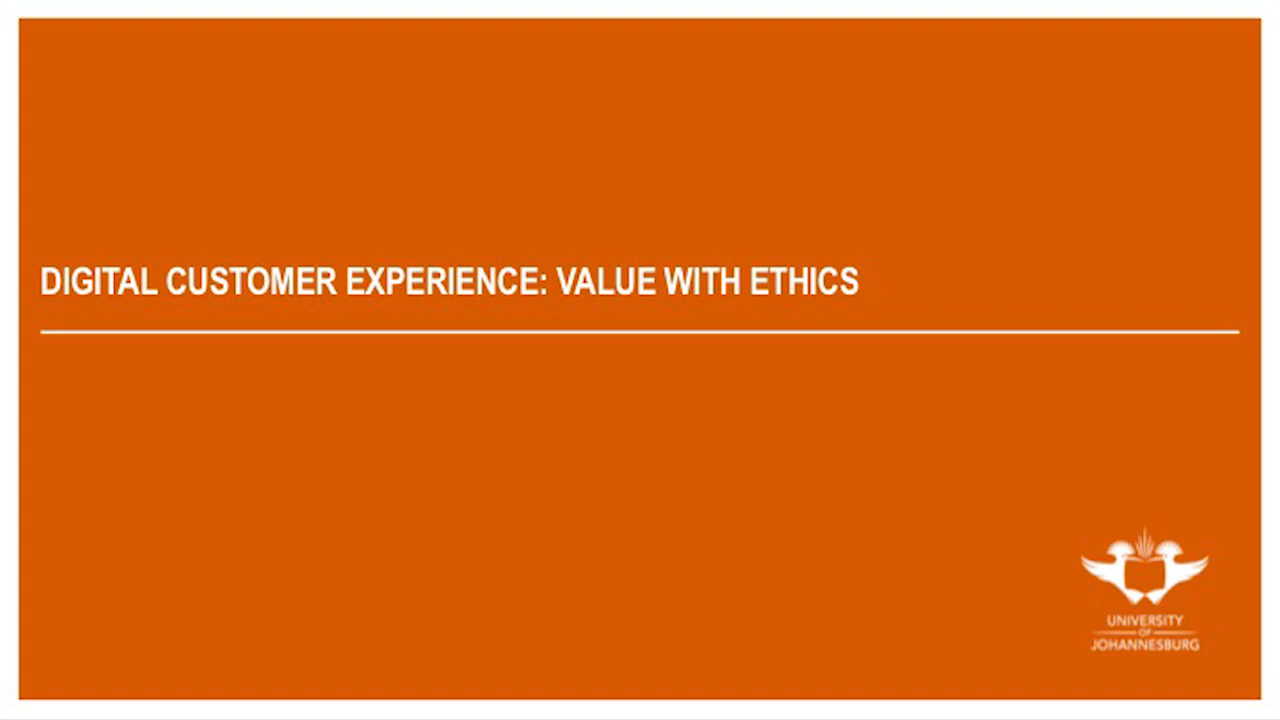 DIGITAL CUSTOMER EXPERIENCE: VALUE WITH ETHICS
UNIVERSITY
OF
JOHANNESBURG